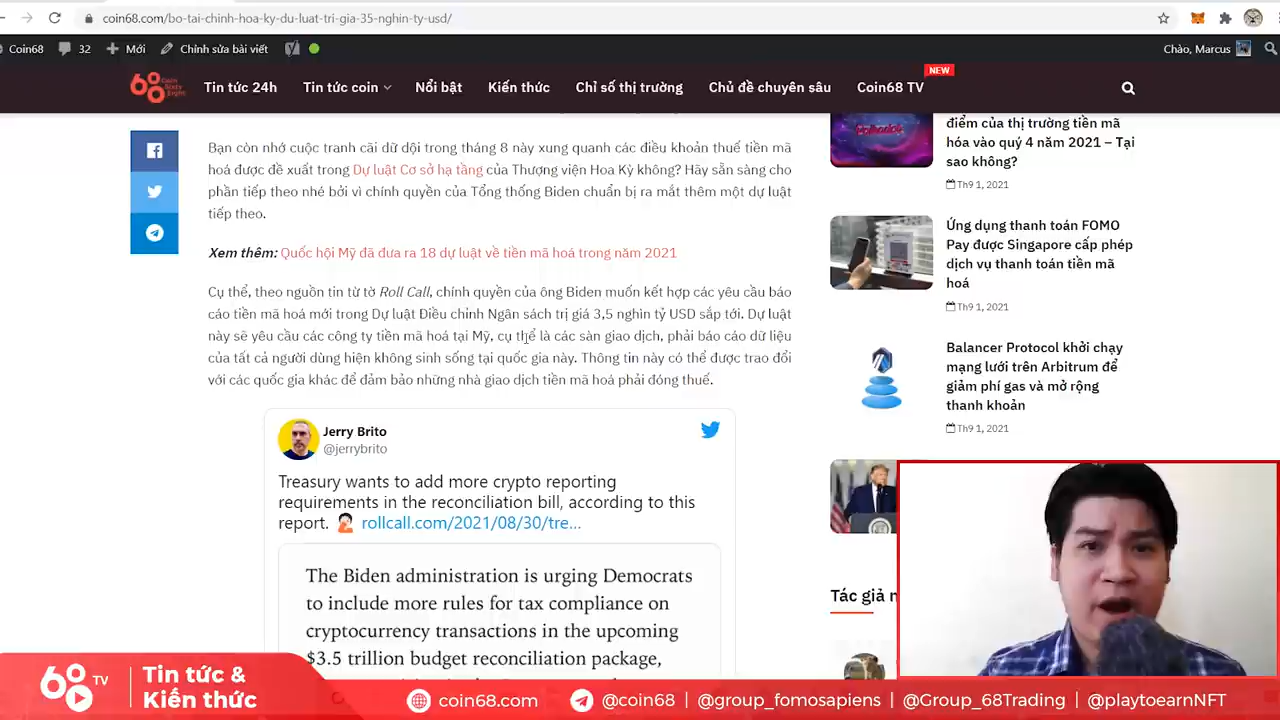 coin68.com/bo-tai-chinh-hoa-ky-du-luat-tri-gia-35-nghin-ty-usd/
Coin68 32 Mới Chỉnh sửa bài viết Chào, Marcus
68 Coin Sixty Eight Tin tức 24h Tin tức coin Nổi bật Kiến thức Chỉ số thị trường Chủ đề chuyên sâu Coin68 TV NEW
Bạn còn nhớ cuộc tranh cãi dữ dội trong tháng 8 này xung quanh các điều khoản thuế tiền mã
hoá được đề xuất trong Dự luật Cơ sở hạ tầng của Thượng viện Hoa Kỳ không? Hãy sẵn sàng cho
phần tiếp theo nhé bởi vì chính quyền của Tổng thống Biden chuẩn bị ra mắt thêm một dự luật
tiếp theo.
Xem thêm: Quốc hội Mỹ đã đưa ra 18 dự luật về tiền mã hoá trong năm 2021
Cụ thể, theo nguồn tin từ tờ Roll Call, chính quyền của ông Biden muốn kết hợp các yêu cầu báo
cáo tiền mã hoá mới trong Dự luật Điều chỉnh Ngân sách trị giá 3,5 nghìn tỷ USD sắp tới. Dự luật
này sẽ yêu cầu các công ty tiền mã hoá tại Mỹ, cụ thể là các sàn giao dịch, phải báo cáo dữ liệu
của tất cả người dùng hiện không sinh sống tại quốc gia này. Thông tin này có thể được trao đổi
với các quốc gia khác để đảm bảo những nhà giao dịch tiền mã hoá phải đóng thuế.
Jerry Brito
@jerrybrito
Treasury wants to add more crypto reporting
requirements in the reconciliation bill, according to this
report. rollcall.com/2021/08/30/tre...
The Biden administration is urging Democrats
to include more rules for tax compliance on
cryptocurrency transactions in the upcoming
$3.5 trillion budget reconciliation package,
điểm của thị trường tiền mã
hóa vào quý 4 năm 2021 – Tại
sao không?
Th9 1, 2021
Ứng dụng thanh toán FOMO
Pay được Singapore cấp phép
dịch vụ thanh toán tiền mã
hoá
Th9 1, 2021
Balancer Protocol khởi chạy
mạng lưới trên Arbitrum để
giảm phí gas và mở rộng
thanh khoản
Th9 1, 2021
Tác giả
68 TV
Tin tức &
Kiến thức
coin68.com @coin68 | @group_fomosapiens | @Group_68Trading | @playtoearnNFT